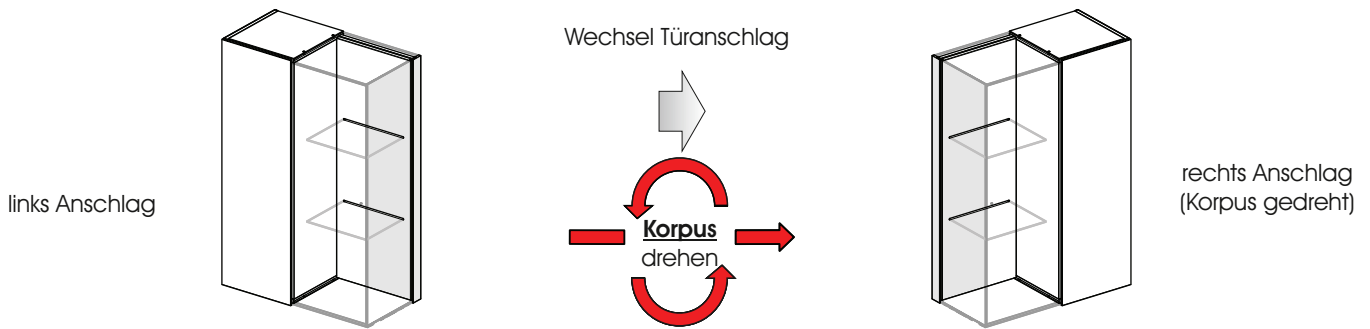 Wechsel Türanschlag
links Anschlag
Korpus
drehen
rechts Anschlag
(Korpus gedreht)